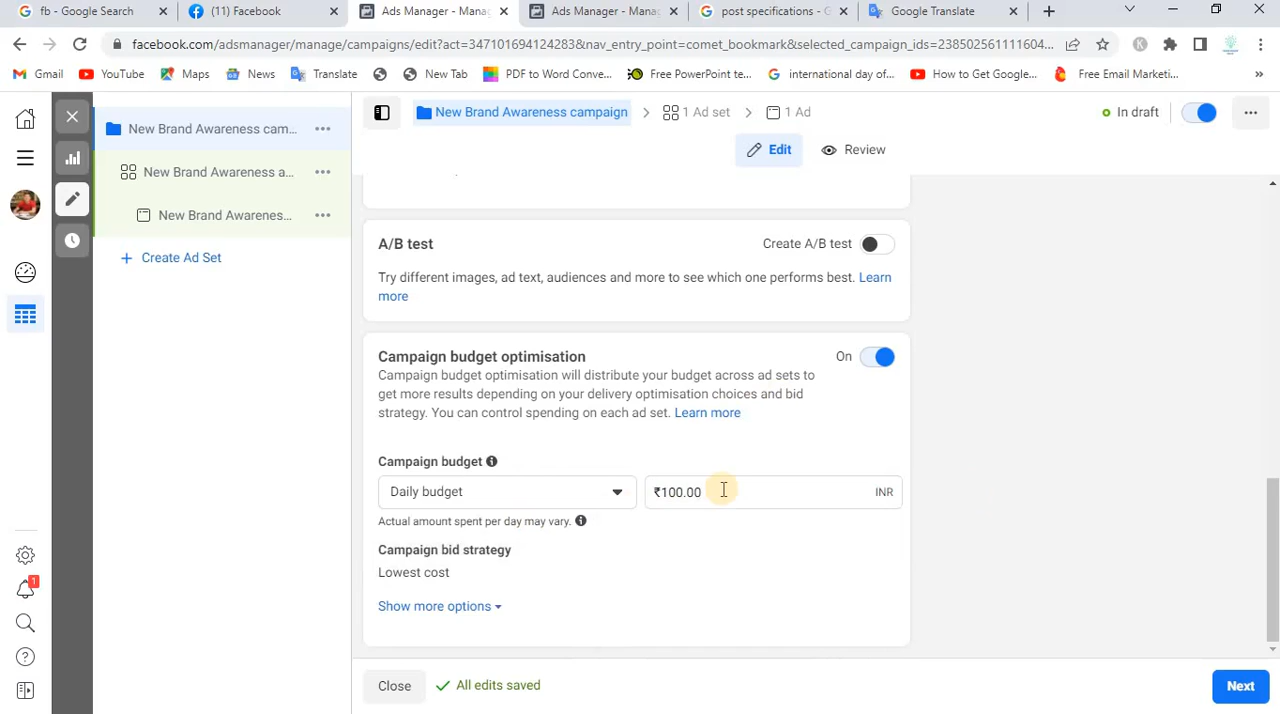 fb - Google Search
(11) Facebook
Ads Manager - Mana
Ads Manager - Mana
post specifications - G
Google Translate
facebook.com/adsmanager/manage/campaigns/edit?act=347101694124283&nav_entry_point=comet_bookmark&selected_campaign_ids=238502561111604...
Gmail
YouTube
Maps
News
Translate
New Tab
PDF to Word Conve...
Free PowerPoint te...
international day of...
How to Get Google...
Free Email Marketi...
»
New Brand Awareness cam...
New Brand Awareness a...
New Brand Awarenes...
+ Create Ad Set
1
New Brand Awareness campaign
1 Ad set
1 Ad
In draft
Edit
Review
A/B test
Create A/B test
Try different images, ad text, audiences and more to see which one performs best. Learn
more
Campaign budget optimisation
On
Campaign budget optimisation will distribute your budget across ad sets to
get more results depending on your delivery optimisation choices and bid
strategy. You can control spending on each ad set. Learn more
Campaign budget
Daily budget
₹100.00
INR
Actual amount spent per day may vary.
Campaign bid strategy
Lowest cost
Show more options
Close
All edits saved
Next